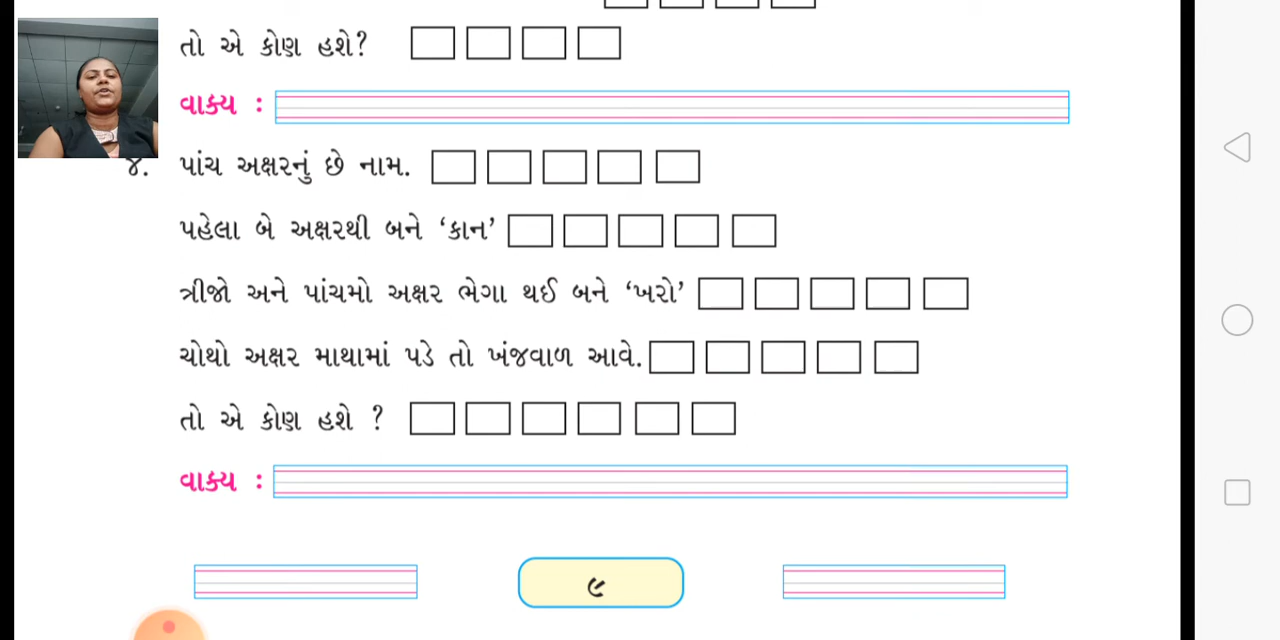 તો એ કોણ હશે?
વાક્ય :
૪. પાંચ અક્ષરનું છે નામ.
પહેલા બે અક્ષરથી બને ‘કાન’
ત્રીજો અને પાંચમો અક્ષર ભેગા થઈ બને ‘ખરો’
ચોથો અક્ષર માથામાં પડે તો ખંજવાળ આવે.
તો એ કોણ હશે ?
વાક્ય :
૯